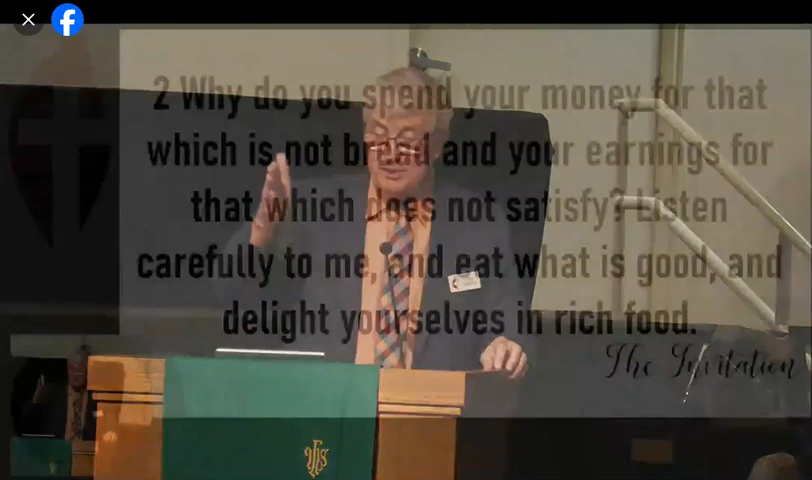 2 Why do you spend your money for that
which is not bread and your earnings for
that which does not satisfy? Listen
carefully to me, and eat what is good, and
delight yourselves in rich food.
The Invitation